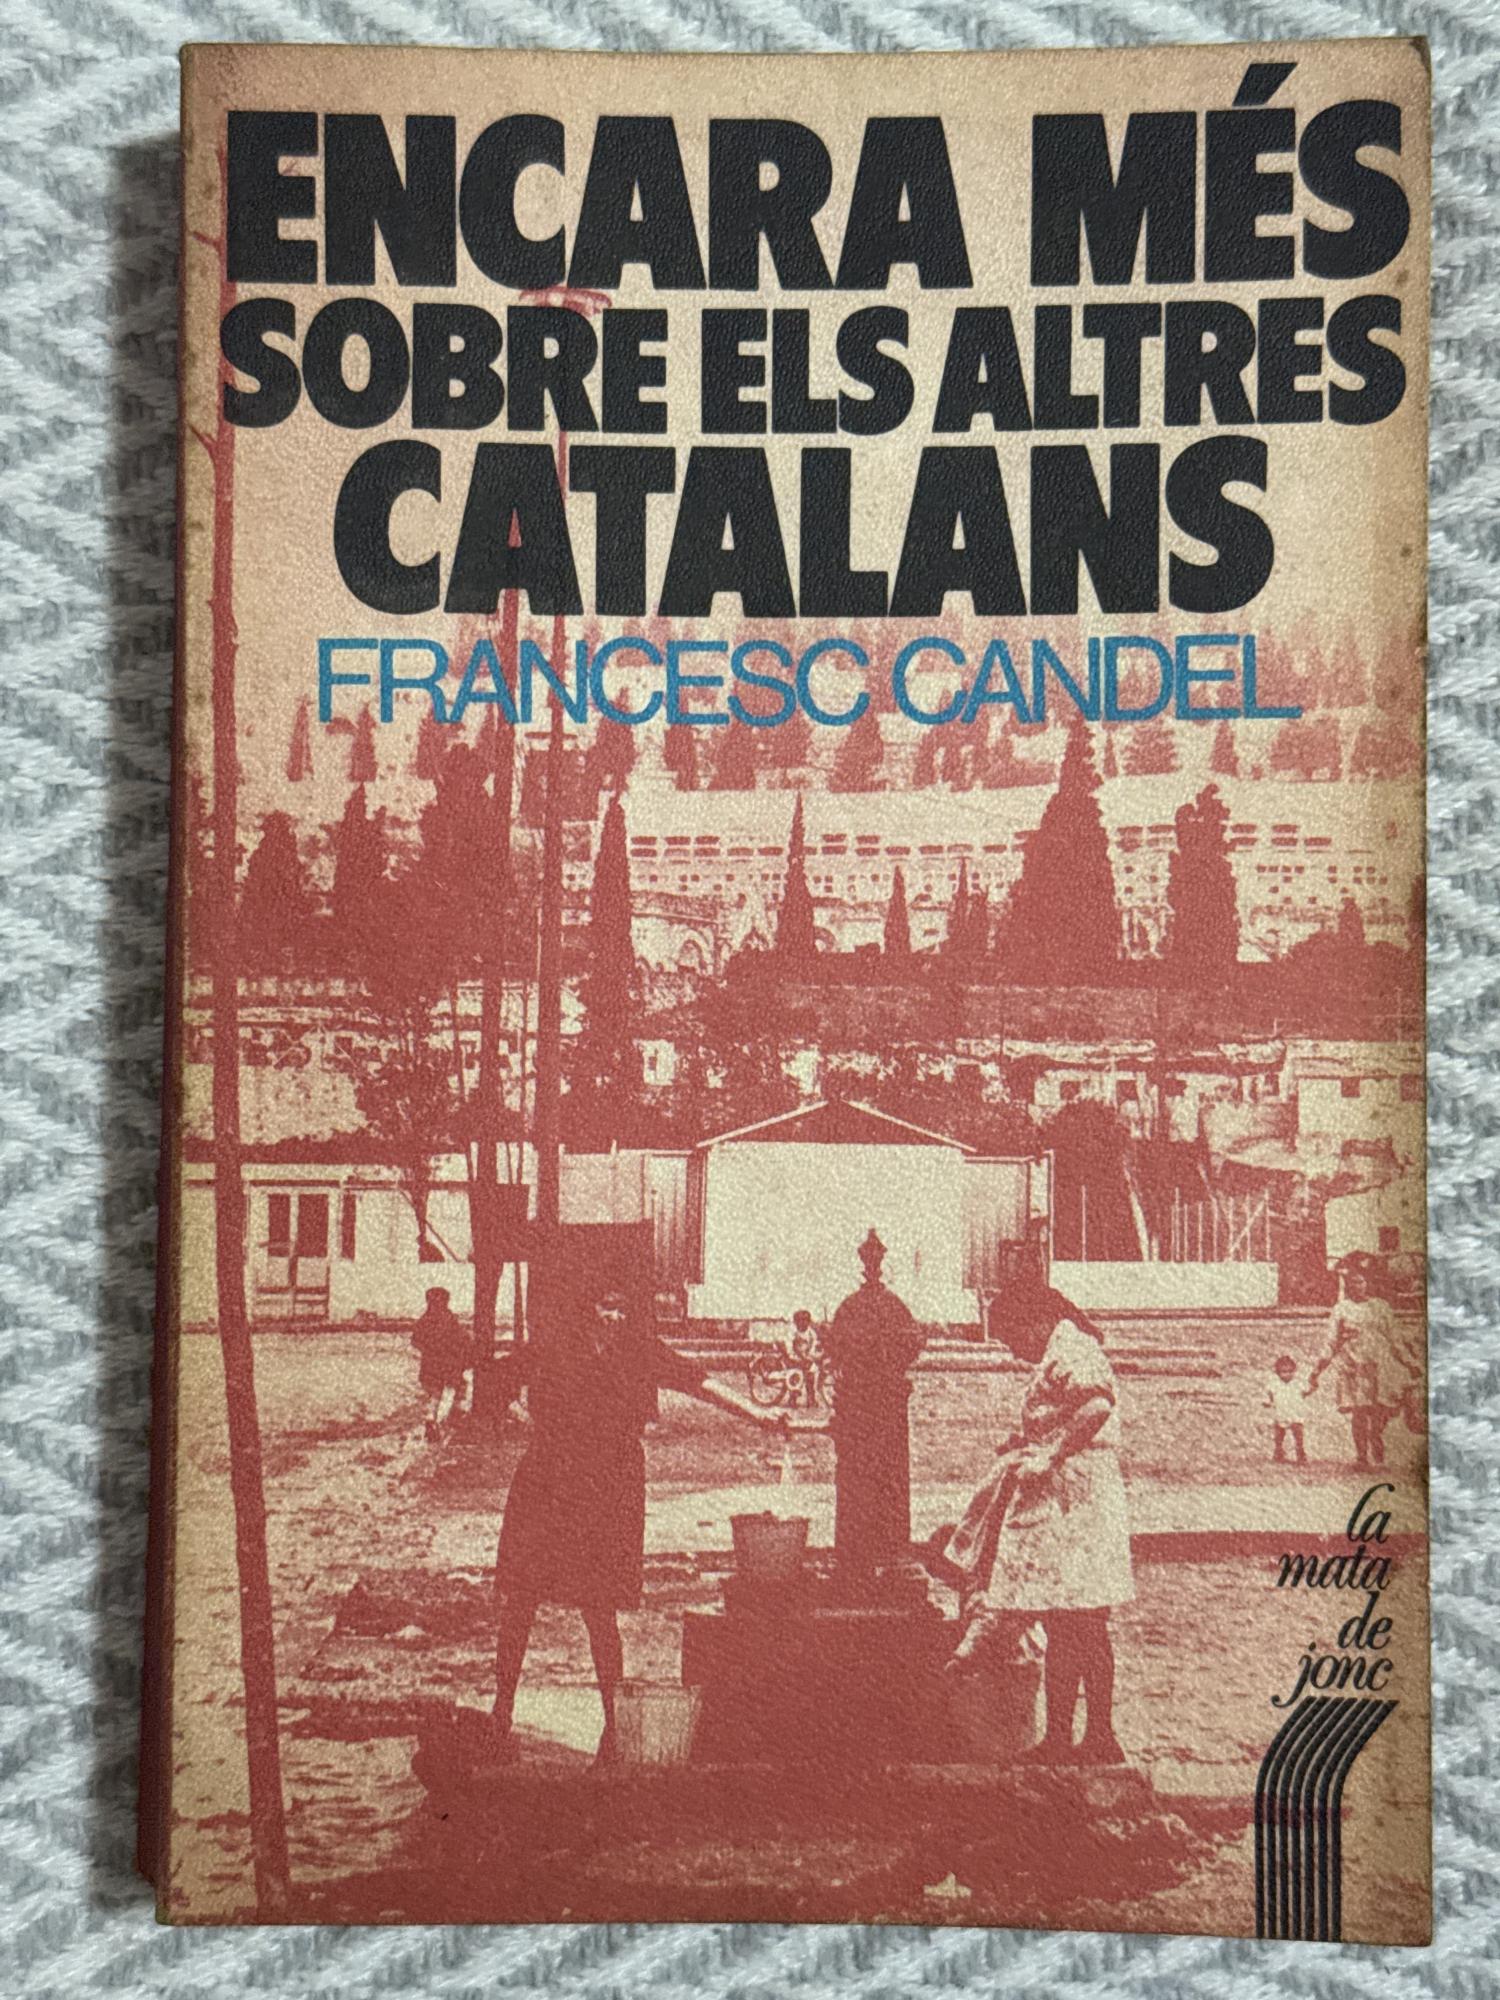 ENCARA MÉS
SOBRE ELS ALTRES
CATALANS
FRANCESC CANDEL
la
mata
de
jonc